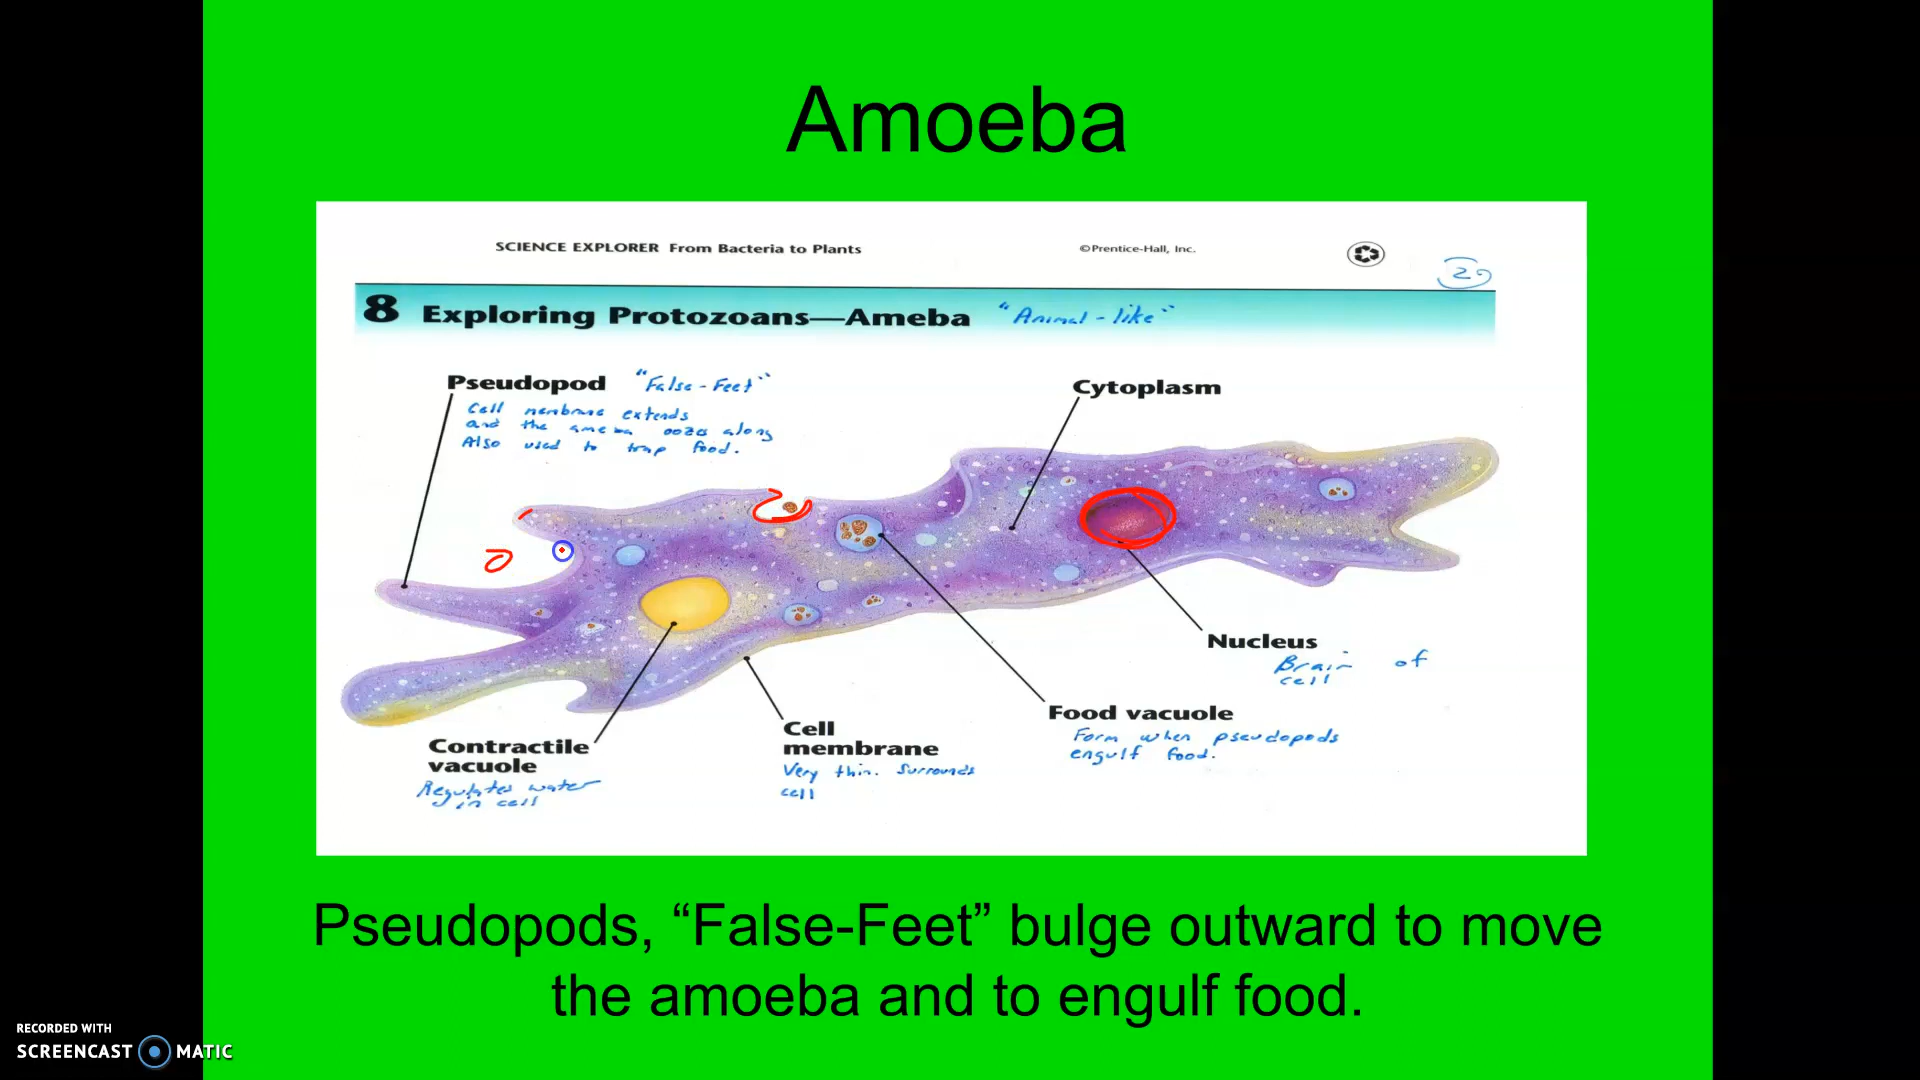 Amoeba
SCIENCE EXPLORER From Bacteria to Plants
©Prentice-Hall, Inc.
20
8 Exploring Protozoans—Ameba "Animal-like"
Pseudopod "False-Feet"
Cell membrane extends
and the ameba oozes along
Also used to trap food.
Cytoplasm
Nucleus
Brain of
cell
Food vacuole
Form when pseudopods
engulf food.
Cell
membrane
Very thin. Surrounds
cell
Contractile
vacuole
Regulates water
in cell
Pseudopods, “False-Feet” bulge outward to move
the amoeba and to engulf food.
RECORDED WITH
SCREENCAST MATIC